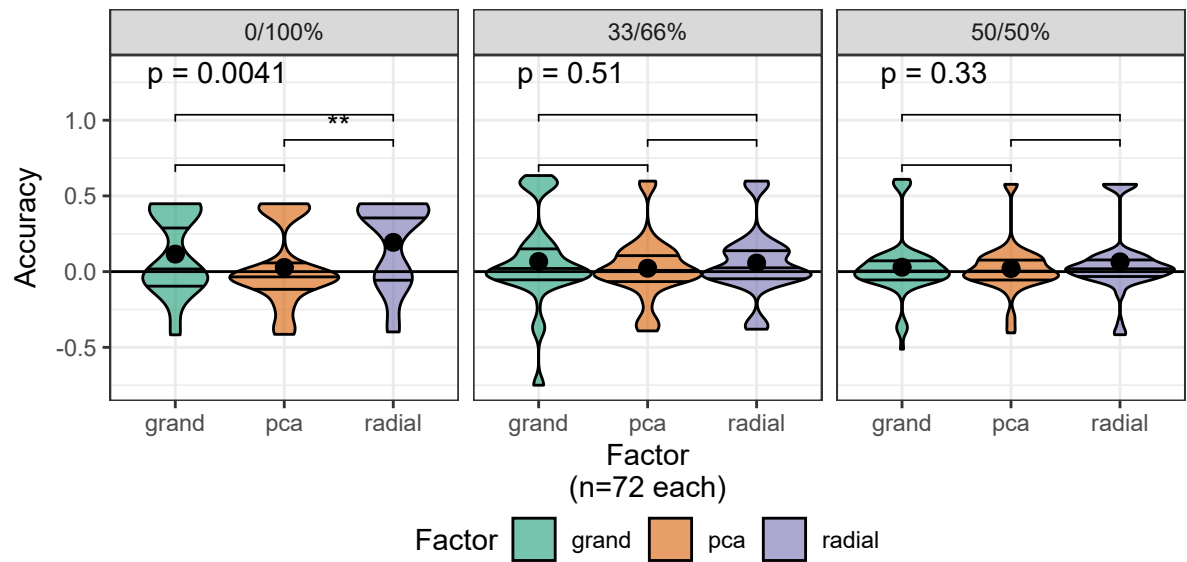 0/100%
33/66%
50/50%
p = 0.0041
p = 0.51
p = 0.33
**
1.0
0.5
0.0
-0.5
Accuracy
grand
pca
radial
grand
pca
radial
grand
pca
radial
Factor
(n=72 each)
Factor
grand
pca
radial